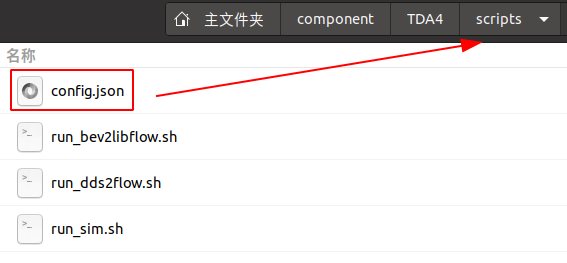 主文件夹 component TDA4 scripts
名称
config.json
run_bev2libflow.sh
run_dds2flow.sh
run_sim.sh